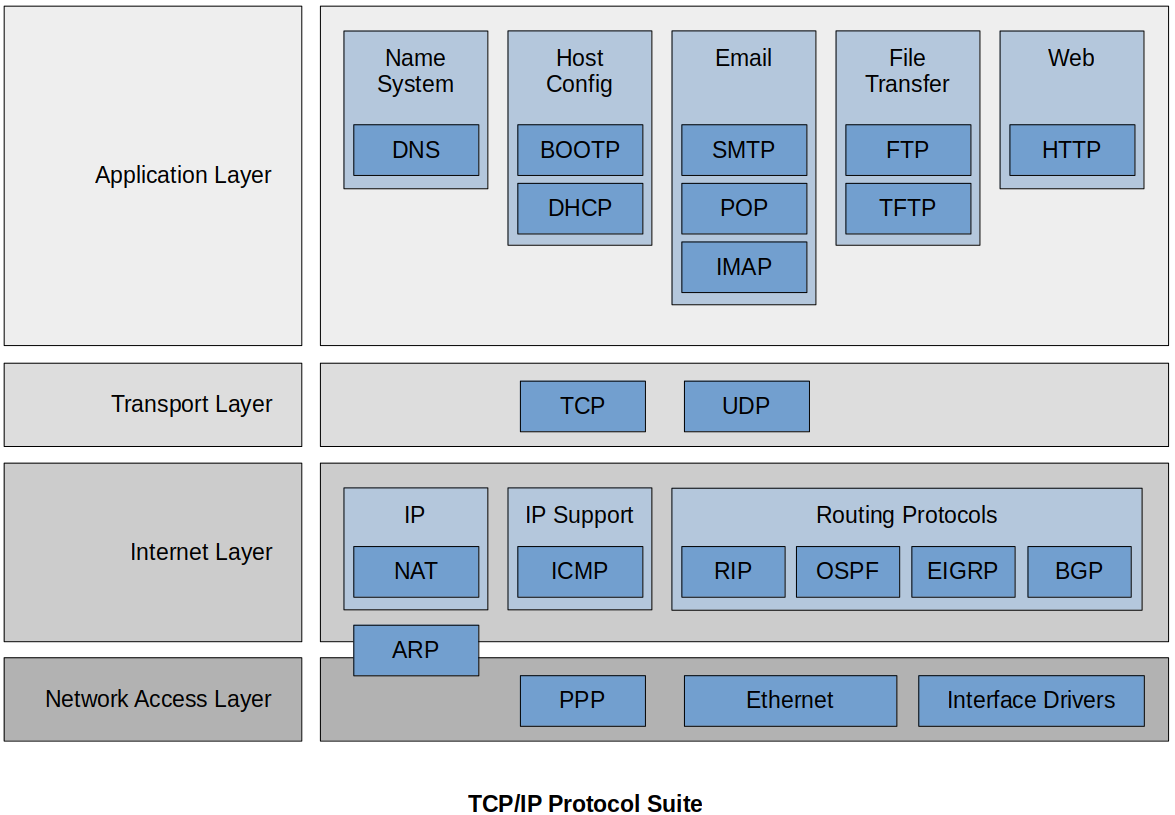 Application Layer
Name
System
DNS
Host
Config
BOOTP
DHCP
Email
SMTP
POP
IMAP
File
Transfer
FTP
TFTP
Web
HTTP
Transport Layer
TCP
UDP
Internet Layer
IP
NAT
IP Support
ICMP
Routing Protocols
RIP
OSPF
EIGRP
BGP
ARP
Network Access Layer
PPP
Ethernet
Interface Drivers
TCP/IP Protocol Suite